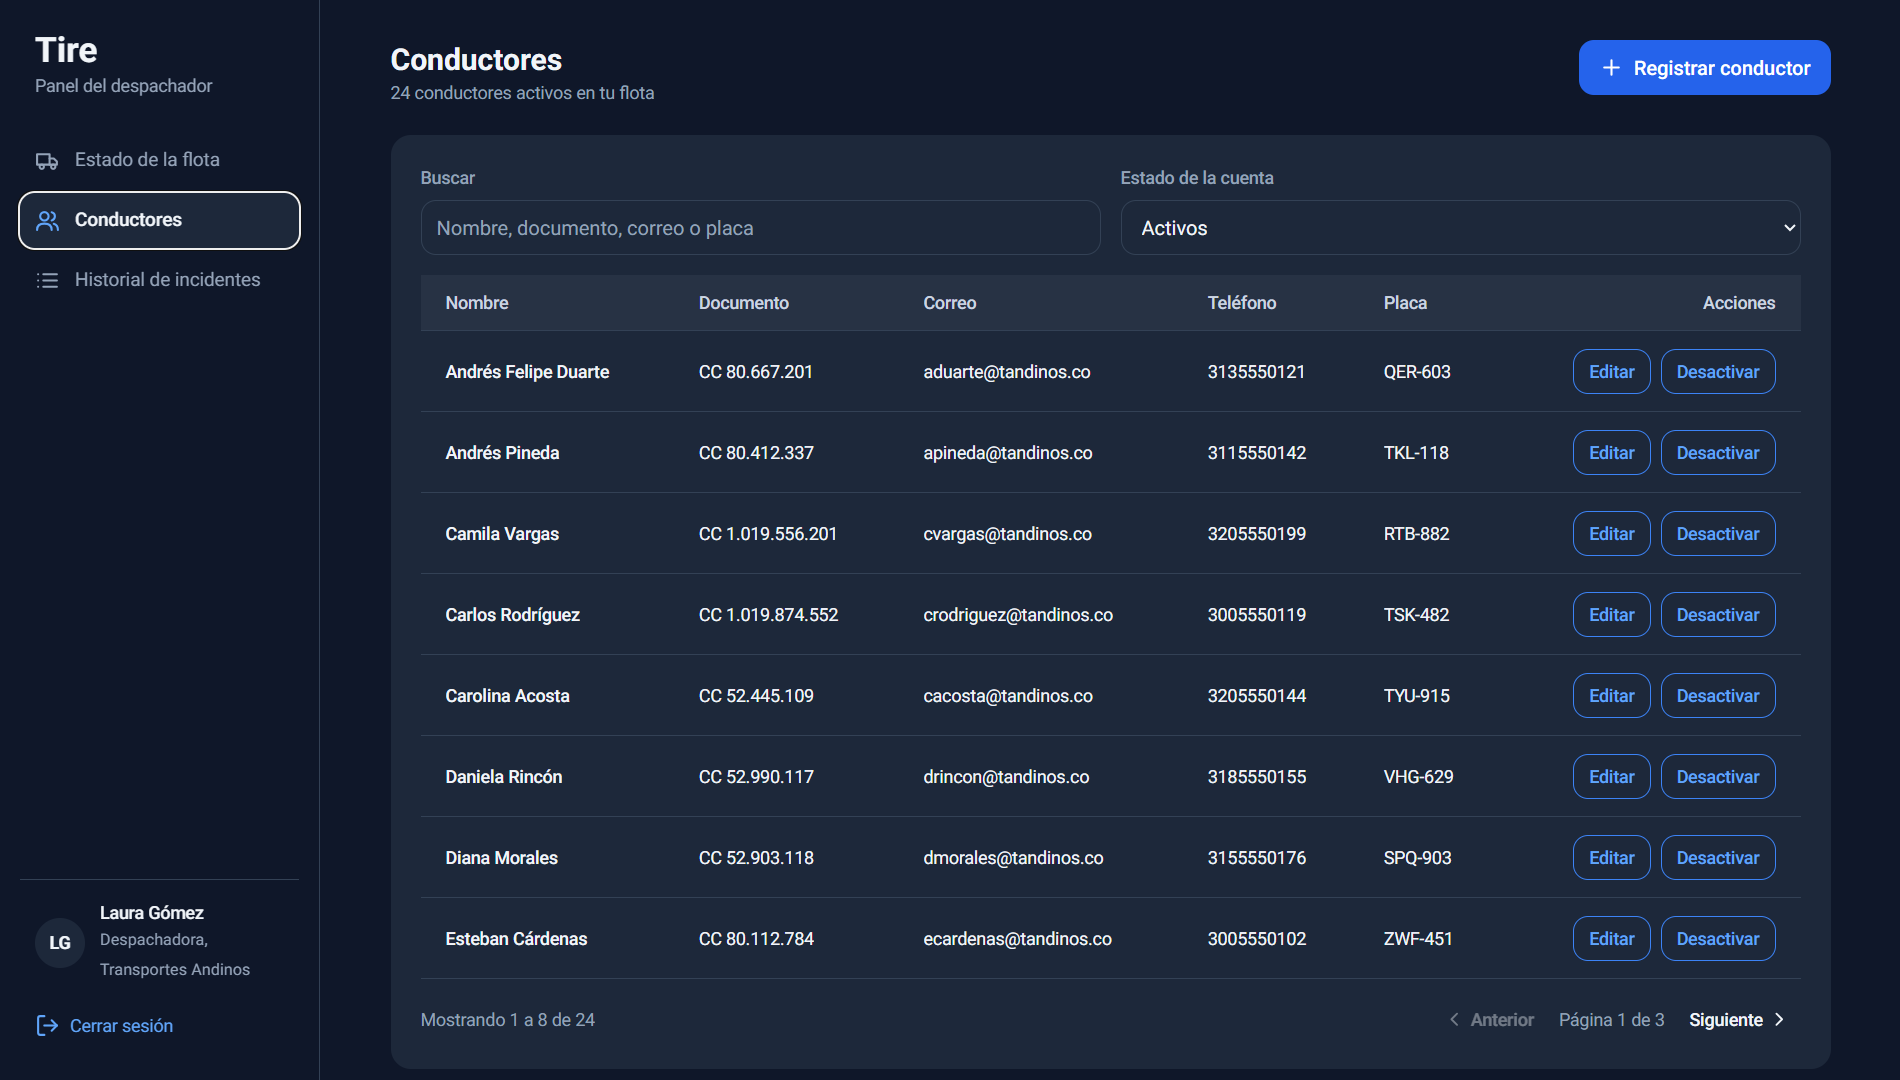 Tire
Panel del despachador
Estado de la flota
Conductores
Historial de incidentes
Laura Gómez
LG
Despachadora,
Transportes Andinos
Cerrar sesión
Conductores
24 conductores activos en tu flota
Registrar conductor
Buscar
Estado de la cuenta
Nombre, documento, correo o placa
Activos
Nombre Documento Correo Teléfono Placa Acciones
Andrés Felipe Duarte CC 80.667.201 aduarte@tandinos.co 3135550121 QER-603 Editar Desactivar
Andrés Pineda CC 80.412.337 apineda@tandinos.co 3115550142 TKL-118 Editar Desactivar
Camila Vargas CC 1.019.556.201 cvargas@tandinos.co 3205550199 RTB-882 Editar Desactivar
Carlos Rodríguez CC 1.019.874.552 crodriguez@tandinos.co 3005550119 TSK-482 Editar Desactivar
Carolina Acosta CC 52.445.109 cacosta@tandinos.co 3205550144 TYU-915 Editar Desactivar
Daniela Rincón CC 52.990.117 drincon@tandinos.co 3185550155 VHG-629 Editar Desactivar
Diana Morales CC 52.903.118 dmorales@tandinos.co 3155550176 SPQ-903 Editar Desactivar
Esteban Cárdenas CC 80.112.784 ecardenas@tandinos.co 3005550102 ZWF-451 Editar Desactivar
Mostrando 1 a 8 de 24
Anterior Página 1 de 3 Siguiente